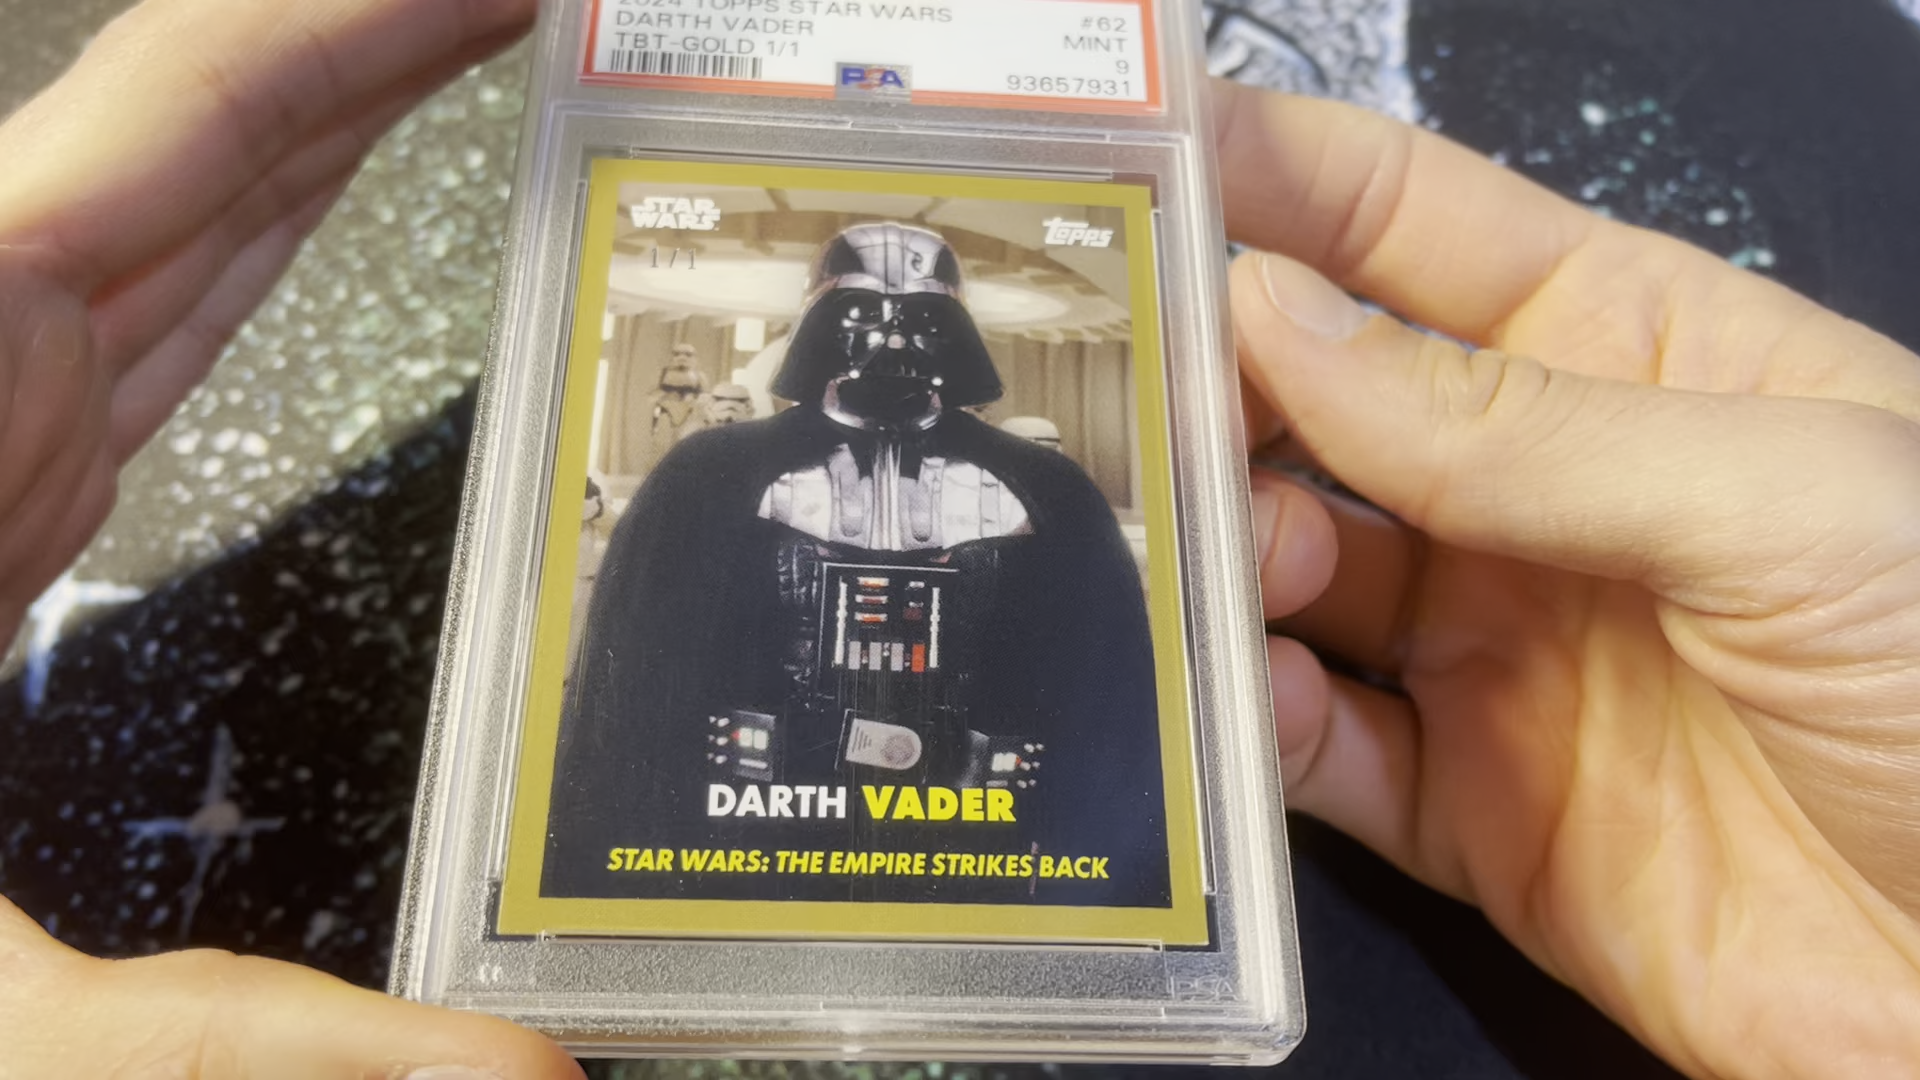 2024 TOPPS STAR WARS
DARTH VADER
TBT-GOLD 1/1
#62
MINT
9
93657931
PSA
STAR
WARS
topps
1/1
DARTH VADER
STAR WARS: THE EMPIRE STRIKES BACK
PSA